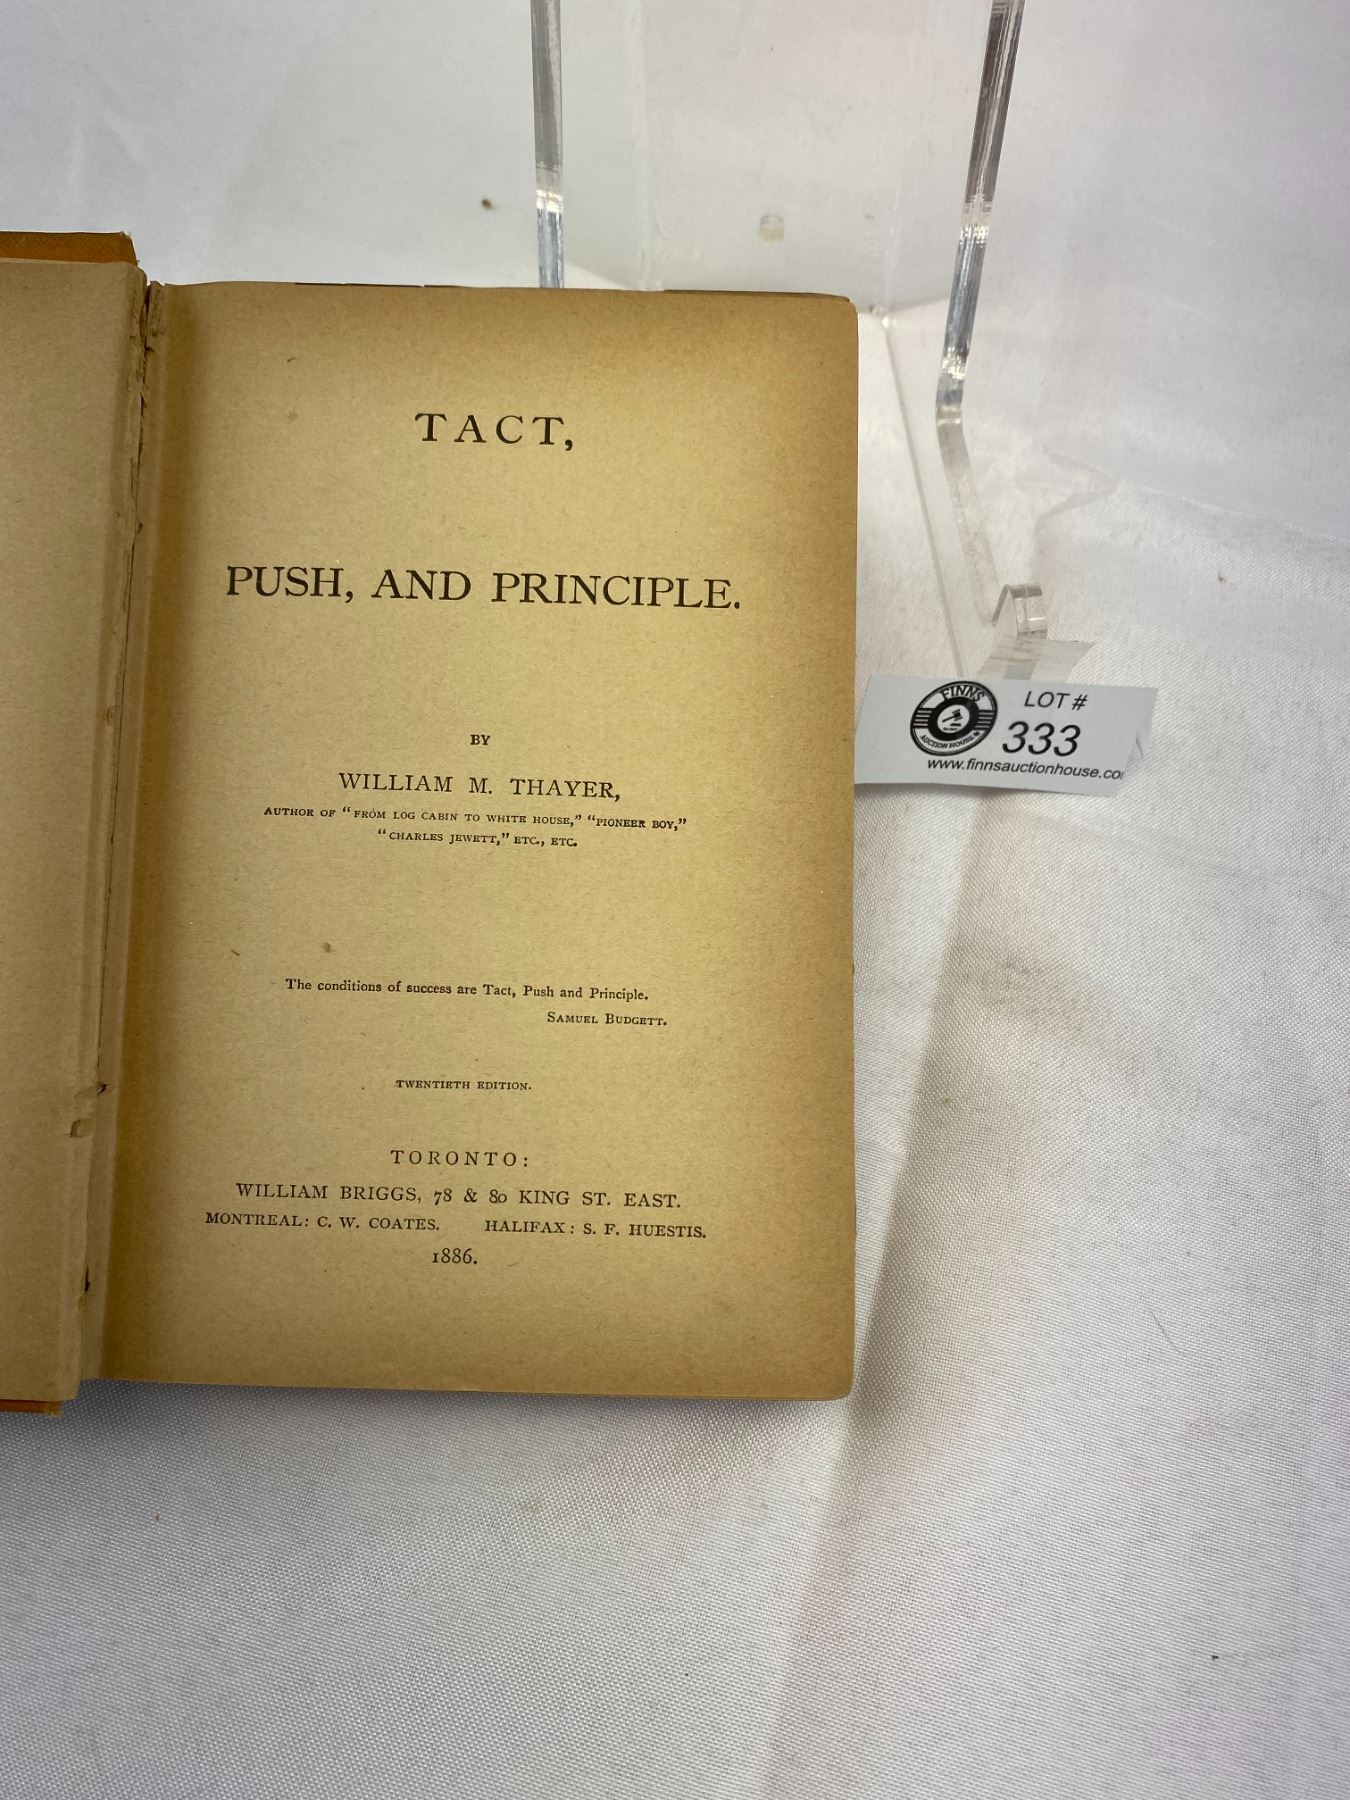 TACT,
PUSH, AND PRINCIPLE.
BY
WILLIAM M. THAYER,
AUTHOR OF "FROM LOG CABIN TO WHITE HOUSE," "PIONEER BOY,"
"CHARLES JEWETT," ETC., ETC.
The conditions of success are Tact, Push and Principle.
SAMUEL BUDGETT.
TWENTIETH EDITION.
TORONTO:
WILLIAM BRIGGS, 78 & 80 KING ST. EAST.
MONTREAL: C. W. COATES. HALIFAX: S. F. HUESTIS.
1886.
FINNS
AUCTION HOUSE
LOT #
333
www.finnsauctionhouse.co